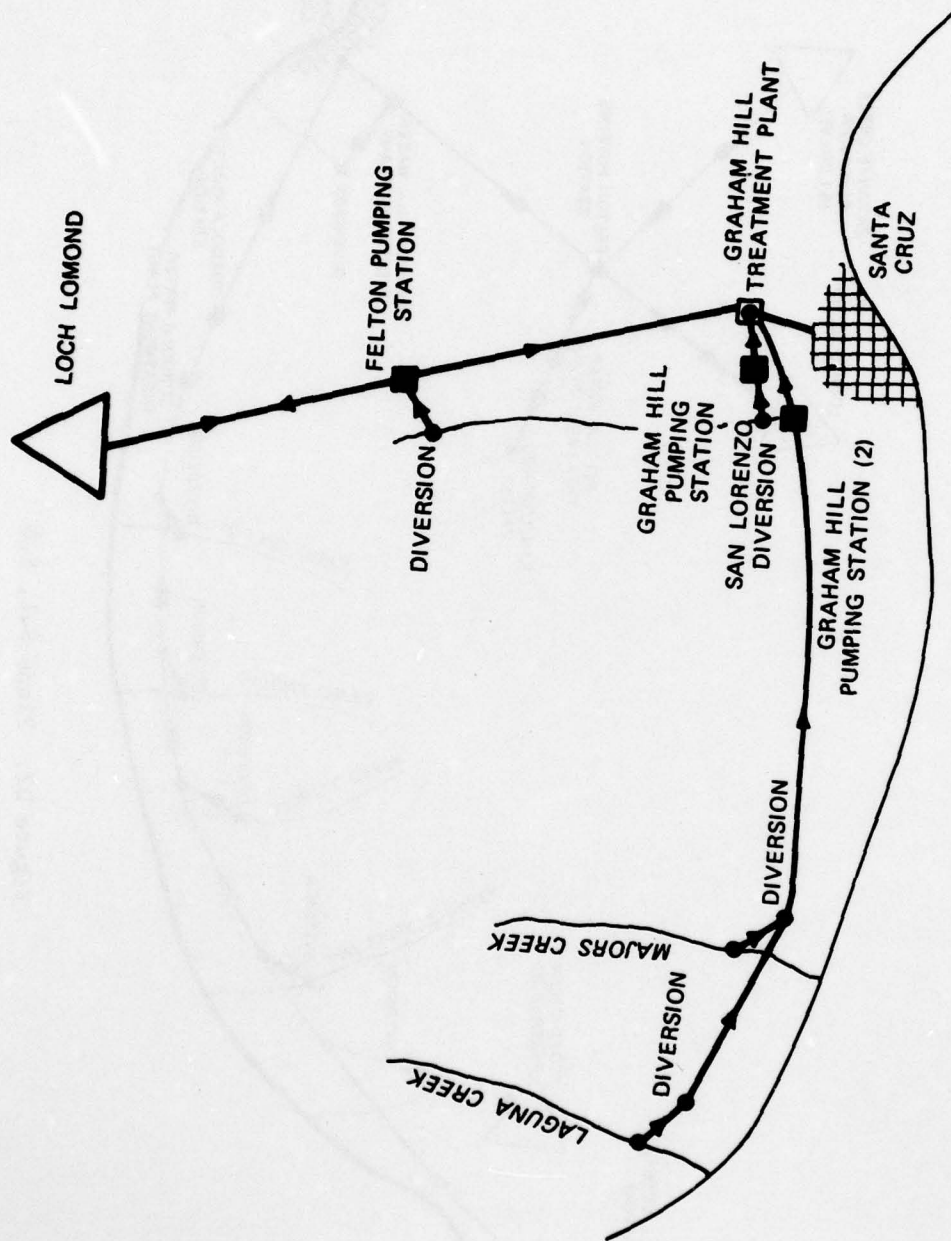 LOCH LOMOND
FELTON PUMPING
STATION
DIVERSION
GRAHAM HILL
TREATMENT PLANT
GRAHAM HILL
PUMPING
STATION
SAN LORENZO
DIVERSION
SANTA
CRUZ
GRAHAM HILL
PUMPING STATION (2)
MAJORS CREEK
DIVERSION
LAGUNA CREEK
DIVERSION